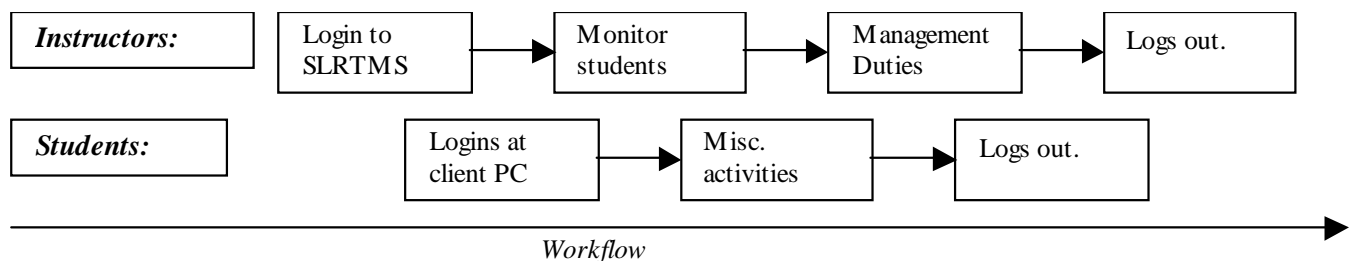 Instructors:
Login to
SLRTMS
Monitor
students
Management
Duties
Logs out.
Students:
Logins at
client PC
Misc.
activities
Logs out.
Workflow